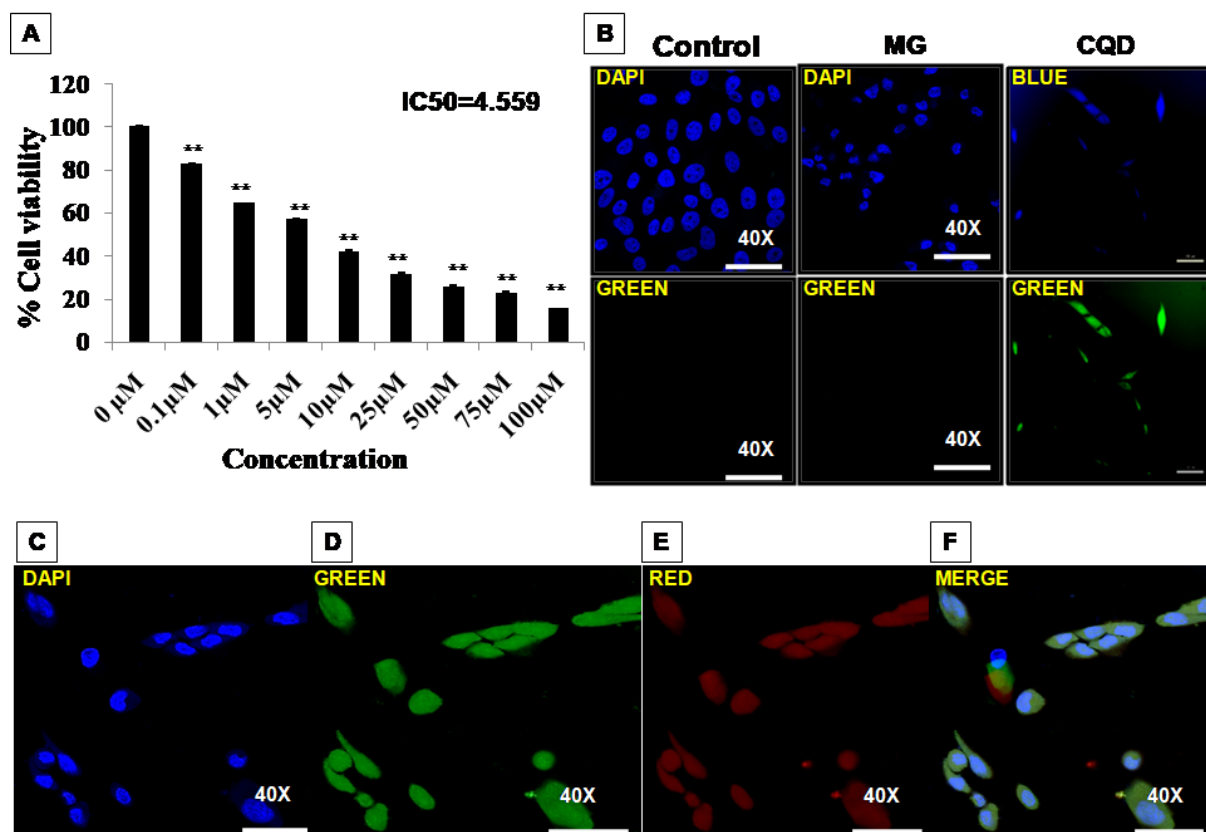 A
IC50=4.559
120
100
80
60
40
20
0
% Cell viability
**
**
**
**
**
**
**
**
0 µM
0.1µM
1µM
5µM
10µM
25µM
50µM
75µM
100µM
Concentration
B
Control
MG
CQD
DAPI
DAPI
BLUE
40X
40X
GREEN
GREEN
GREEN
40X
40X
C
D
E
F
DAPI
GREEN
RED
MERGE
40X
40X
40X
40X